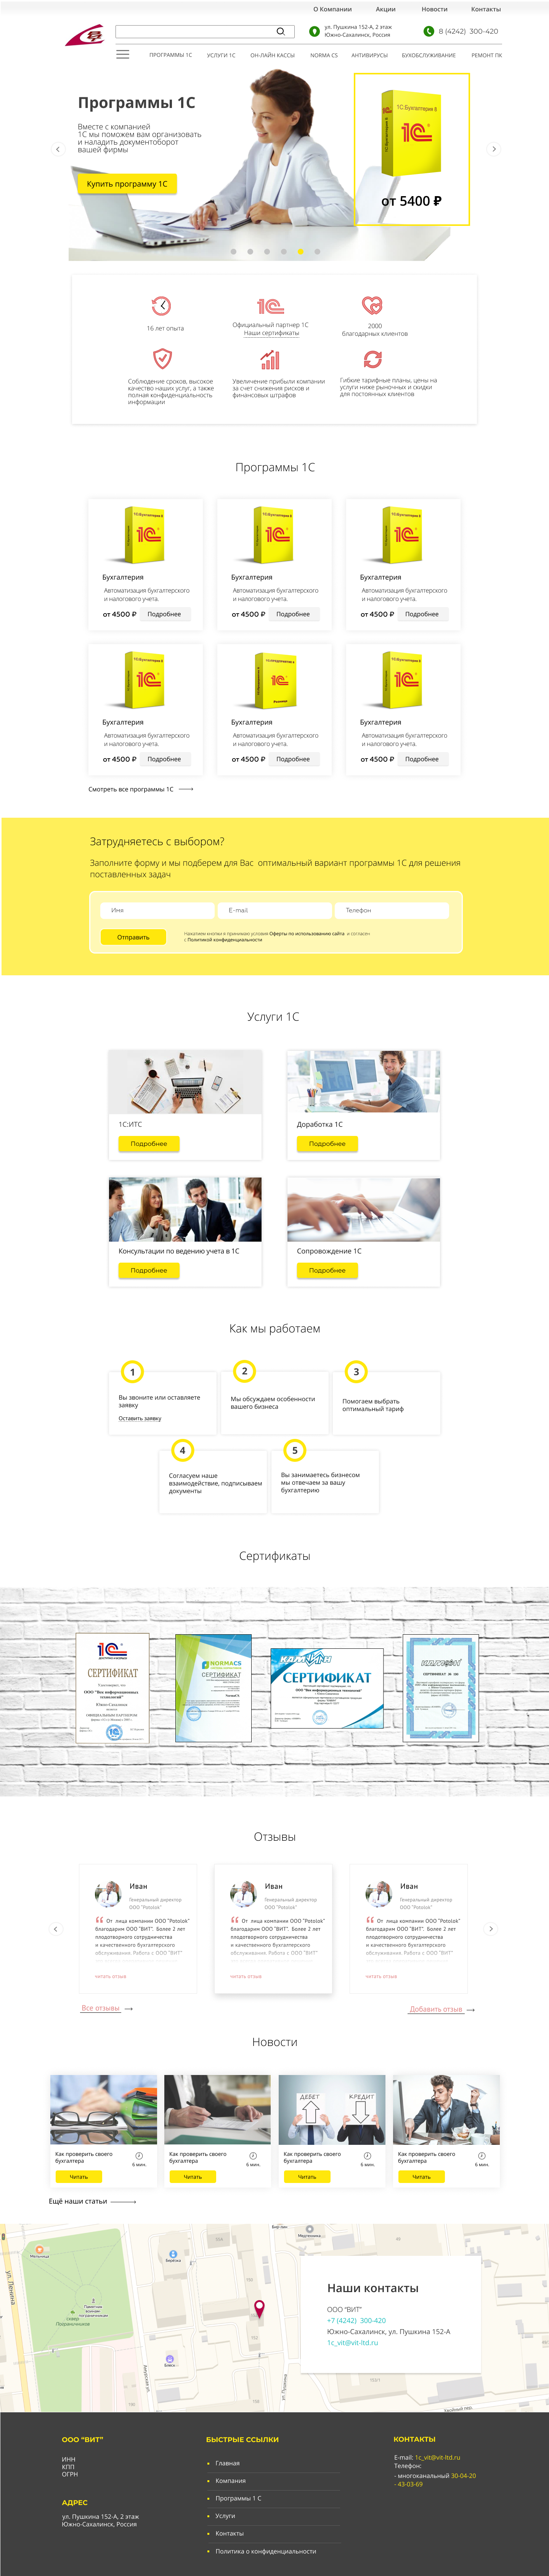 О Компании
Акции
Новости
Контакты
ул. Пушкина 152-А, 2 этаж
Южно-Сахалинск, Россия
8 (4242) 300-420
ПРОГРАММЫ 1С
УСЛУГИ 1С
ОН-ЛАЙН КАССЫ
NORMA CS
АНТИВИРУСЫ
БУХОБСЛУЖИВАНИЕ
РЕМОНТ ПК
Программы 1С
Вместе с компанией
1С мы поможем вам организовать
и наладить документооборот
вашей фирмы
Купить программу 1С
1С:Бухгалтерия 8
от 5400 ₽
16 лет опыта
Официальный партнер 1С
Наши сертификаты
2000
благодарных клиентов
Соблюдение сроков, высокое
качество наших услуг, а также
полная конфиденциальность
информации
Увеличение прибыли компании
за счет снижения рисков и
финансовых штрафов
Гибкие тарифные планы, цены на
услуги ниже рыночных и скидки
для постоянных клиентов
Программы 1С
Бухгалтерия
Автоматизация бухгалтерского
и налогового учета.
от 4500 ₽
Подробнее
Бухгалтерия
Автоматизация бухгалтерского
и налогового учета.
от 4500 ₽
Подробнее
Бухгалтерия
Автоматизация бухгалтерского
и налогового учета.
от 4500 ₽
Подробнее
Бухгалтерия
Автоматизация бухгалтерского
и налогового учета.
от 4500 ₽
Подробнее
Бухгалтерия
Автоматизация бухгалтерского
и налогового учета.
от 4500 ₽
Подробнее
Бухгалтерия
Автоматизация бухгалтерского
и налогового учета.
от 4500 ₽
Подробнее
Смотреть все программы 1С
Затрудняетесь с выбором?
Заполните форму и мы подберем для Вас оптимальный вариант программы 1С для решения
поставленных задач
Имя
E-mail
Телефон
Отправить
Нажимая кнопку я принимаю условия Оферты по использованию сайта и согласен
с Политикой конфиденциальности
Услуги 1С
1С:ИТС
Подробнее
Доработка 1С
Подробнее
Консультации по ведению учета в 1С
Подробнее
Сопровождение 1С
Подробнее
Как мы работаем
1
Вы звоните или оставляете
заявку
Оставить заявку
2
Мы обсуждаем особенности
вашего бизнеса
3
Помогаем выбрать
оптимальный тариф
4
Согласуем наше
взаимодействие, подписываем
документы
5
Вы занимаетесь бизнесом
мы отвечаем за вашу
бухгалтерию
Сертификаты
СЕРТИФИКАТ
Южно-Сахалинск
NORMACS
СЕРТИФИКАТ
СЕРТИФИКАТ
Отзывы
Иван
Генеральный директор
ООО "Potolok"
От лица компании ООО "Potolok"
благодарим ООО "ВИТ". Более 2 лет
плодотворного сотрудничества
и качественного бухгалтерского
обслуживания. Работа с ООО "ВИТ"
читать отзыв
Иван
Генеральный директор
ООО "Potolok"
От лица компании ООО "Potolok"
благодарим ООО "ВИТ". Более 2 лет
плодотворного сотрудничества
и качественного бухгалтерского
обслуживания. Работа с ООО "ВИТ"
читать отзыв
Иван
Генеральный директор
ООО "Potolok"
От лица компании ООО "Potolok"
благодарим ООО "ВИТ". Более 2 лет
плодотворного сотрудничества
и качественного бухгалтерского
обслуживания. Работа с ООО "ВИТ"
читать отзыв
Все отзывы
Добавить отзыв
Новости
Как проверить своего
бухгалтера
6 мин.
Читать
Как проверить своего
бухгалтера
6 мин.
Читать
ДЕБЕТ
КРЕДИТ
Как проверить своего
бухгалтера
6 мин.
Читать
Как проверить своего
бухгалтера
6 мин.
Читать
Ещё наши статьи
ул. Ленина
Наши контакты
ООО "ВИТ"
+7 (4242) 300-420
Южно-Сахалинск, ул. Пушкина 152-А
1c_vit@vit-ltd.ru
ООО "ВИТ"
ИНН
КПП
ОГРН
АДРЕС
ул. Пушкина 152-А, 2 этаж
Южно-Сахалинск, Россия
БЫСТРЫЕ ССЫЛКИ
Главная
Компания
Программы 1 С
Услуги
Контакты
Политика о конфиденциальности
КОНТАКТЫ
E-mail: 1c_vit@vit-ltd.ru
Телефон:
- многоканальный 30-04-20
- 43-03-69